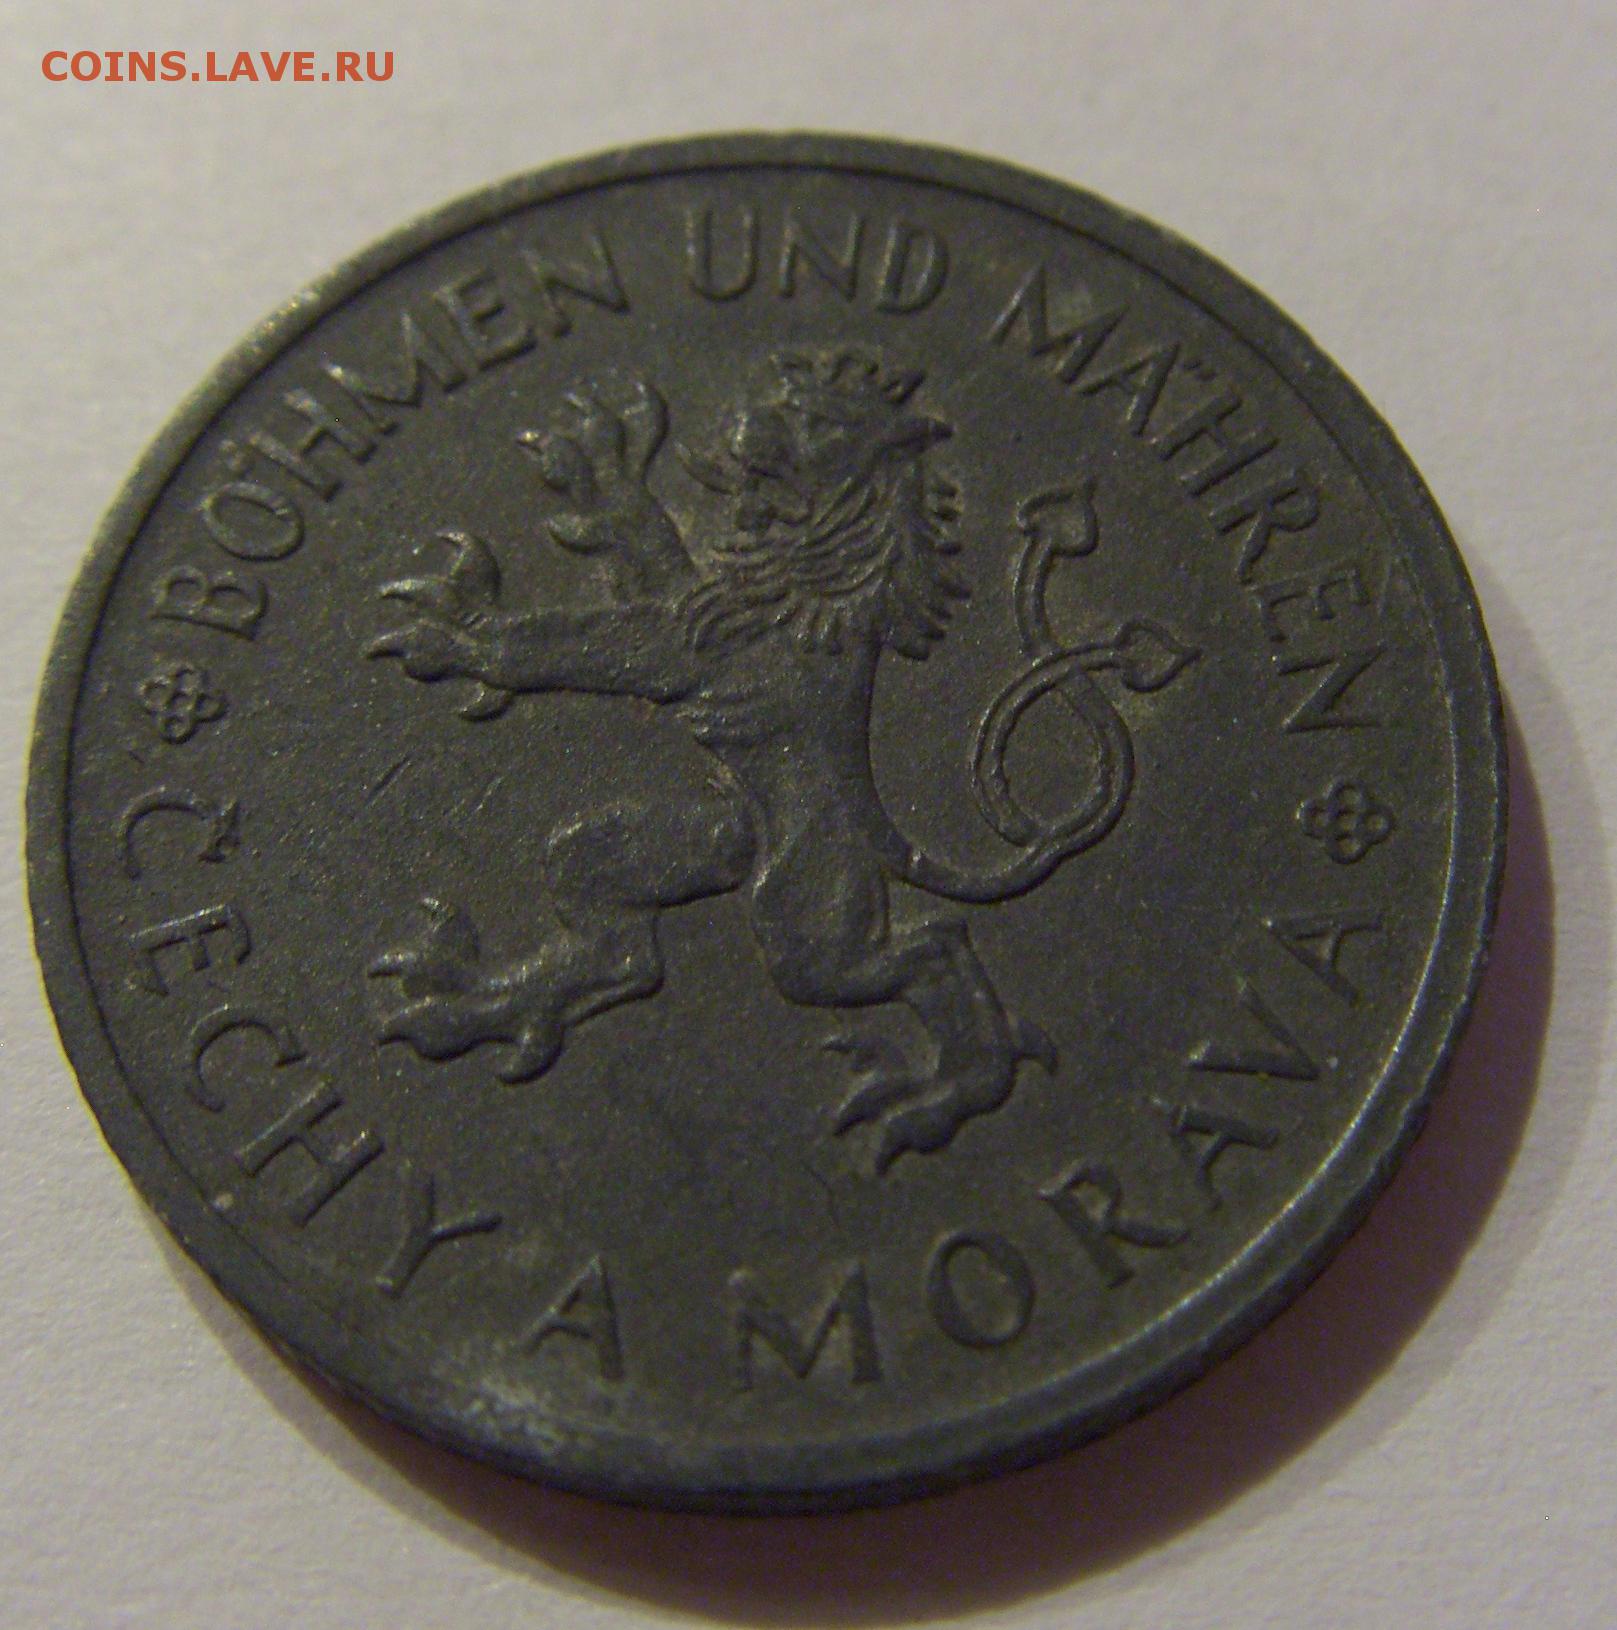 COINS.LAVE.RU
BÖHMEN UND MÄHREN
ČECHY A MORAVA